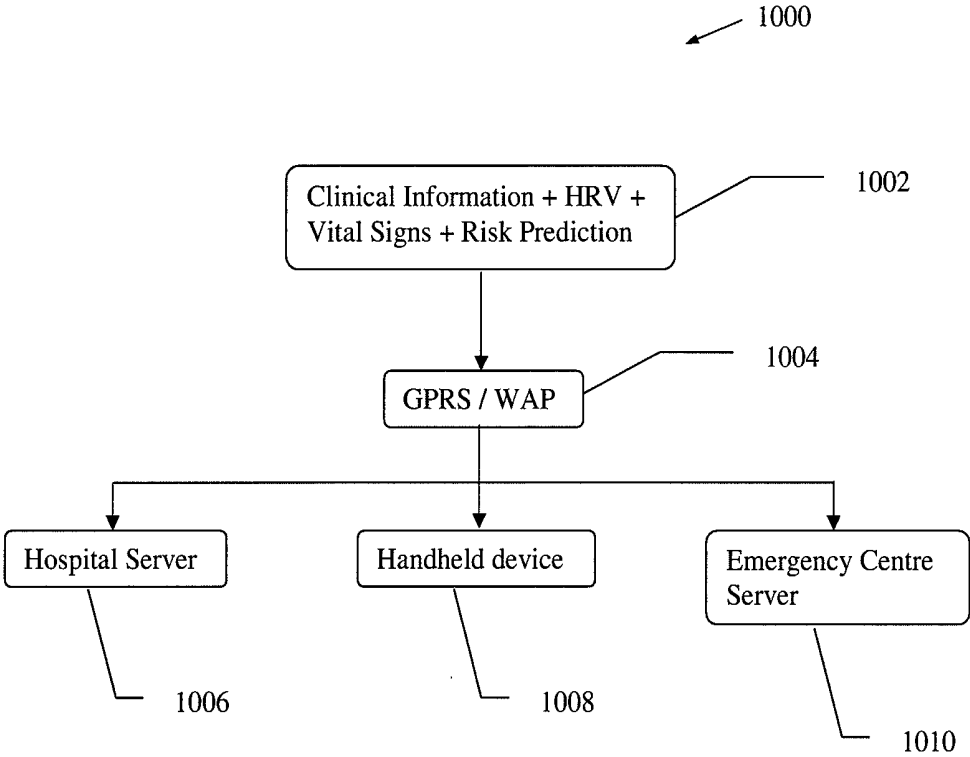 1000
Clinical Information + HRV +
Vital Signs + Risk Prediction
1002
GPRS / WAP
1004
Hospital Server
Handheld device
Emergency Centre
Server
1006
1008
1010